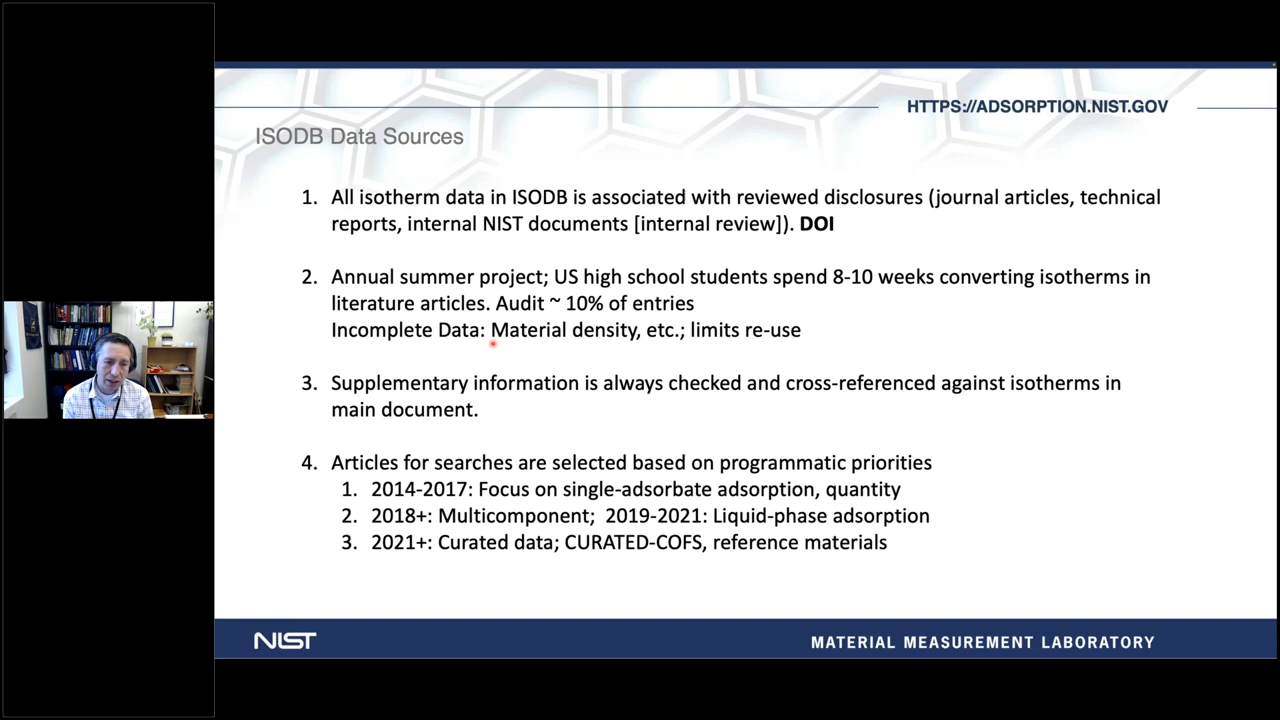 HTTPS://ADSORPTION.NIST.GOV
ISODB Data Sources
1. All isotherm data in ISODB is associated with reviewed disclosures (journal articles, technical
reports, internal NIST documents [internal review]). DOI
2. Annual summer project; US high school students spend 8-10 weeks converting isotherms in
literature articles. Audit ~ 10% of entries
Incomplete Data: Material density, etc.; limits re-use
3. Supplementary information is always checked and cross-referenced against isotherms in
main document.
4. Articles for searches are selected based on programmatic priorities
1. 2014-2017: Focus on single-adsorbate adsorption, quantity
2. 2018+: Multicomponent; 2019-2021: Liquid-phase adsorption
3. 2021+: Curated data; CURATED-COFS, reference materials
NIST
MATERIAL MEASUREMENT LABORATORY